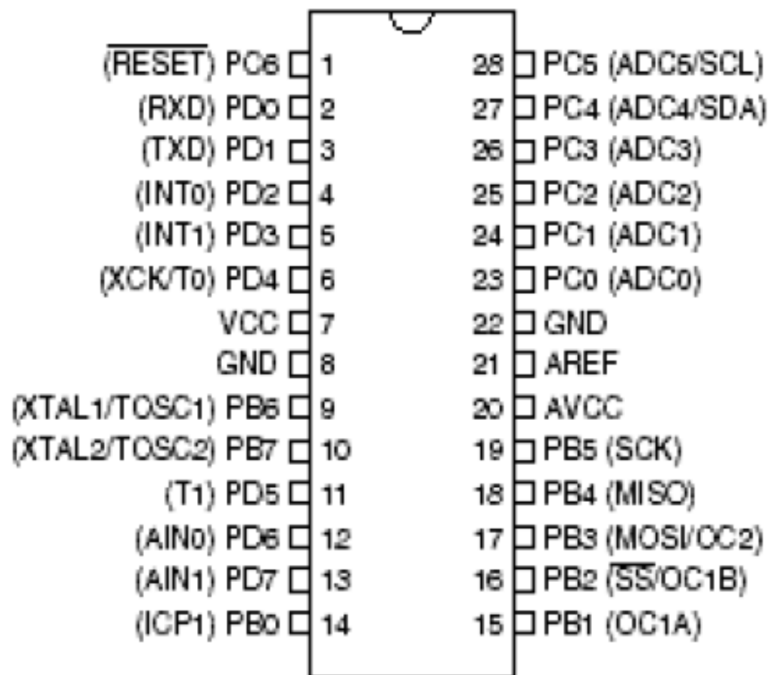 (RESET) PC6 1 28 PC5 (ADC5/SCL)
(RXD) PD0 2 27 PC4 (ADC4/SDA)
(TXD) PD1 3 26 PC3 (ADC3)
(INT0) PD2 4 25 PC2 (ADC2)
(INT1) PD3 5 24 PC1 (ADC1)
(XCK/T0) PD4 6 23 PC0 (ADC0)
VCC 7 22 GND
GND 8 21 AREF
(XTAL1/TOSC1) PB6 9 20 AVCC
(XTAL2/TOSC2) PB7 10 19 PB5 (SCK)
(T1) PD5 11 18 PB4 (MISO)
(AIN0) PD6 12 17 PB3 (MOSI/OC2)
(AIN1) PD7 13 16 PB2 (SS/OC1B)
(ICP1) PB0 14 15 PB1 (OC1A)